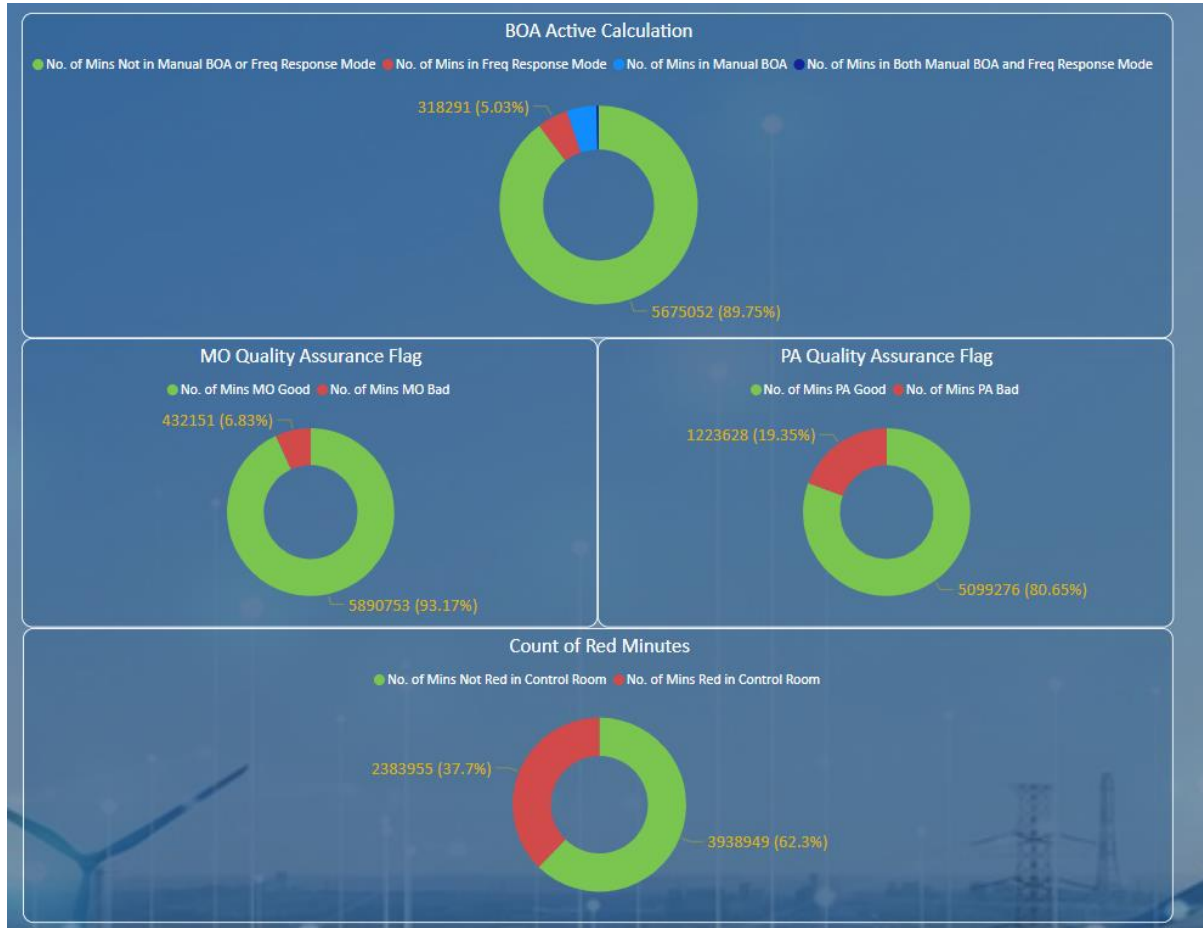 BOA Active Calculation
No. of Mins Not in Manual BOA or Freq Response Mode No. of Mins in Freq Response Mode No. of Mins in Manual BOA No. of Mins in Both Manual BOA and Freq Response Mode
318291 (5.03%)
5675052 (89.75%)
MO Quality Assurance Flag
No. of Mins MO Good No. of Mins MO Bad
432151 (6.83%)
5890753 (93.17%)
PA Quality Assurance Flag
No. of Mins PA Good No. of Mins PA Bad
1223628 (19.35%)
5099276 (80.65%)
Count of Red Minutes
No. of Mins Not Red in Control Room No. of Mins Red in Control Room
2383955 (37.7%)
3938949 (62.3%)